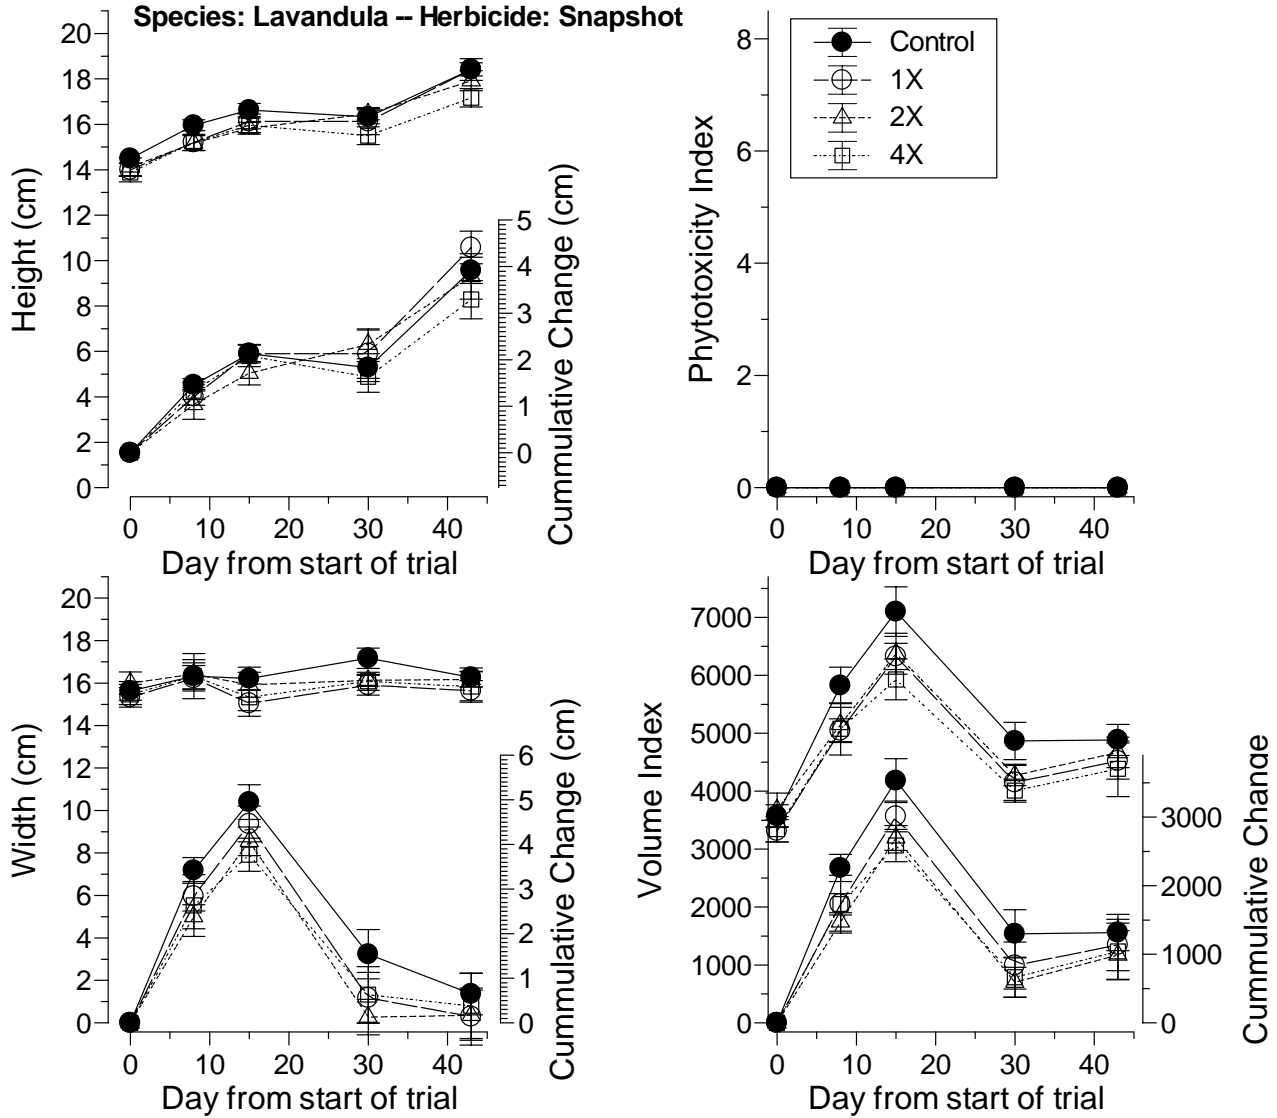 Species: Lavandula -- Herbicide: Snapshot
20
18
16
14
12
10
8
6
4
2
0
Height (cm)
5
4
3
2
1
0
Cummulative Change (cm)
0 10 20 30 40
Day from start of trial
8
6
4
2
0
Phytotoxicity Index
Control
1X
2X
4X
0 10 20 30 40
Day from start of trial
20
18
16
14
12
10
8
6
4
2
0
Width (cm)
6
5
4
3
2
1
0
Cummulative Change (cm)
0 10 20 30 40
Day from start of trial
7000
6000
5000
4000
3000
2000
1000
0
Volume Index
3000
2000
1000
0
Cummulative Change
0 10 20 30 40
Day from start of trial